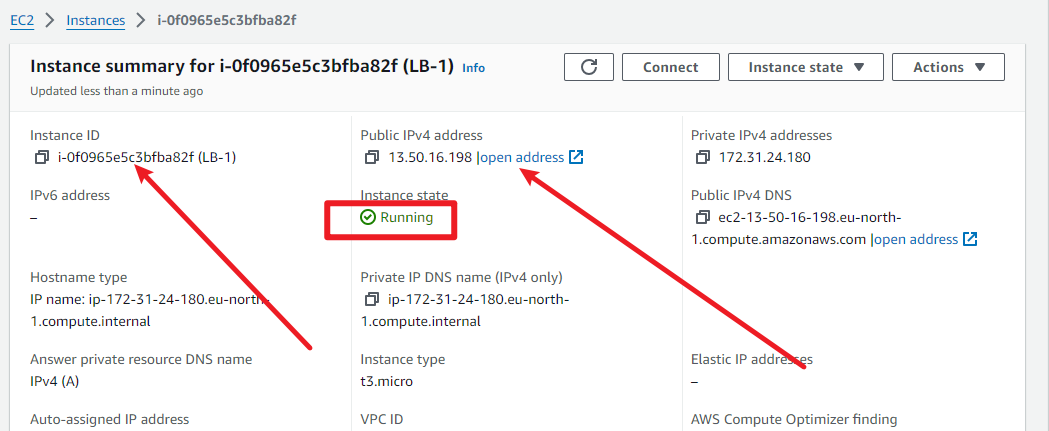 EC2 > Instances > i-0f0965e5c3bfba82f
Instance summary for i-0f0965e5c3bfba82f (LB-1) Info
Connect
Instance state
Actions
Updated less than a minute ago
Instance ID
i-0f0965e5c3bfba82f (LB-1)
Public IPv4 address
13.50.16.198 |open address
Private IPv4 addresses
172.31.24.180
IPv6 address
–
Instance state
Running
Public IPv4 DNS
ec2-13-50-16-198.eu-north-
1.compute.amazonaws.com |open address
Hostname type
IP name: ip-172-31-24-180.eu-north-
1.compute.internal
Private IP DNS name (IPv4 only)
ip-172-31-24-180.eu-north-
1.compute.internal
Answer private resource DNS name
IPv4 (A)
Instance type
t3.micro
Elastic IP addresses
–
Auto-assigned IP address
VPC ID
AWS Compute Optimizer finding